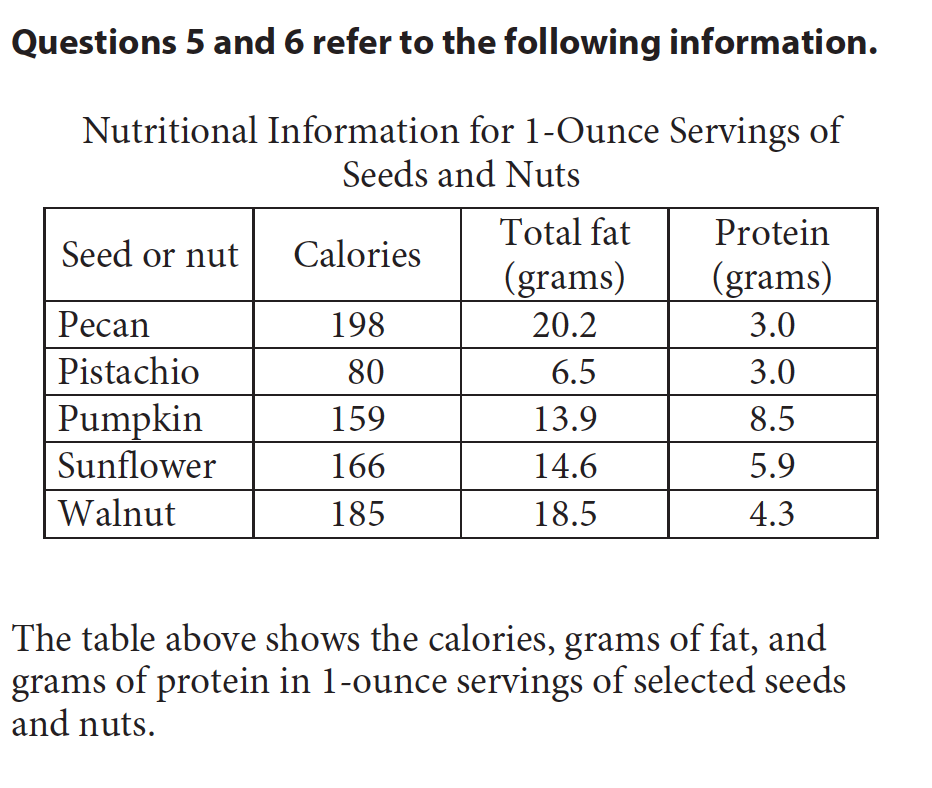 Questions 5 and 6 refer to the following information.
Nutritional Information for 1-Ounce Servings of
Seeds and Nuts
Seed or nut Calories Total fat (grams) Protein (grams)
Pecan 198 20.2 3.0
Pistachio 80 6.5 3.0
Pumpkin 159 13.9 8.5
Sunflower 166 14.6 5.9
Walnut 185 18.5 4.3
The table above shows the calories, grams of fat, and
grams of protein in 1-ounce servings of selected seeds
and nuts.